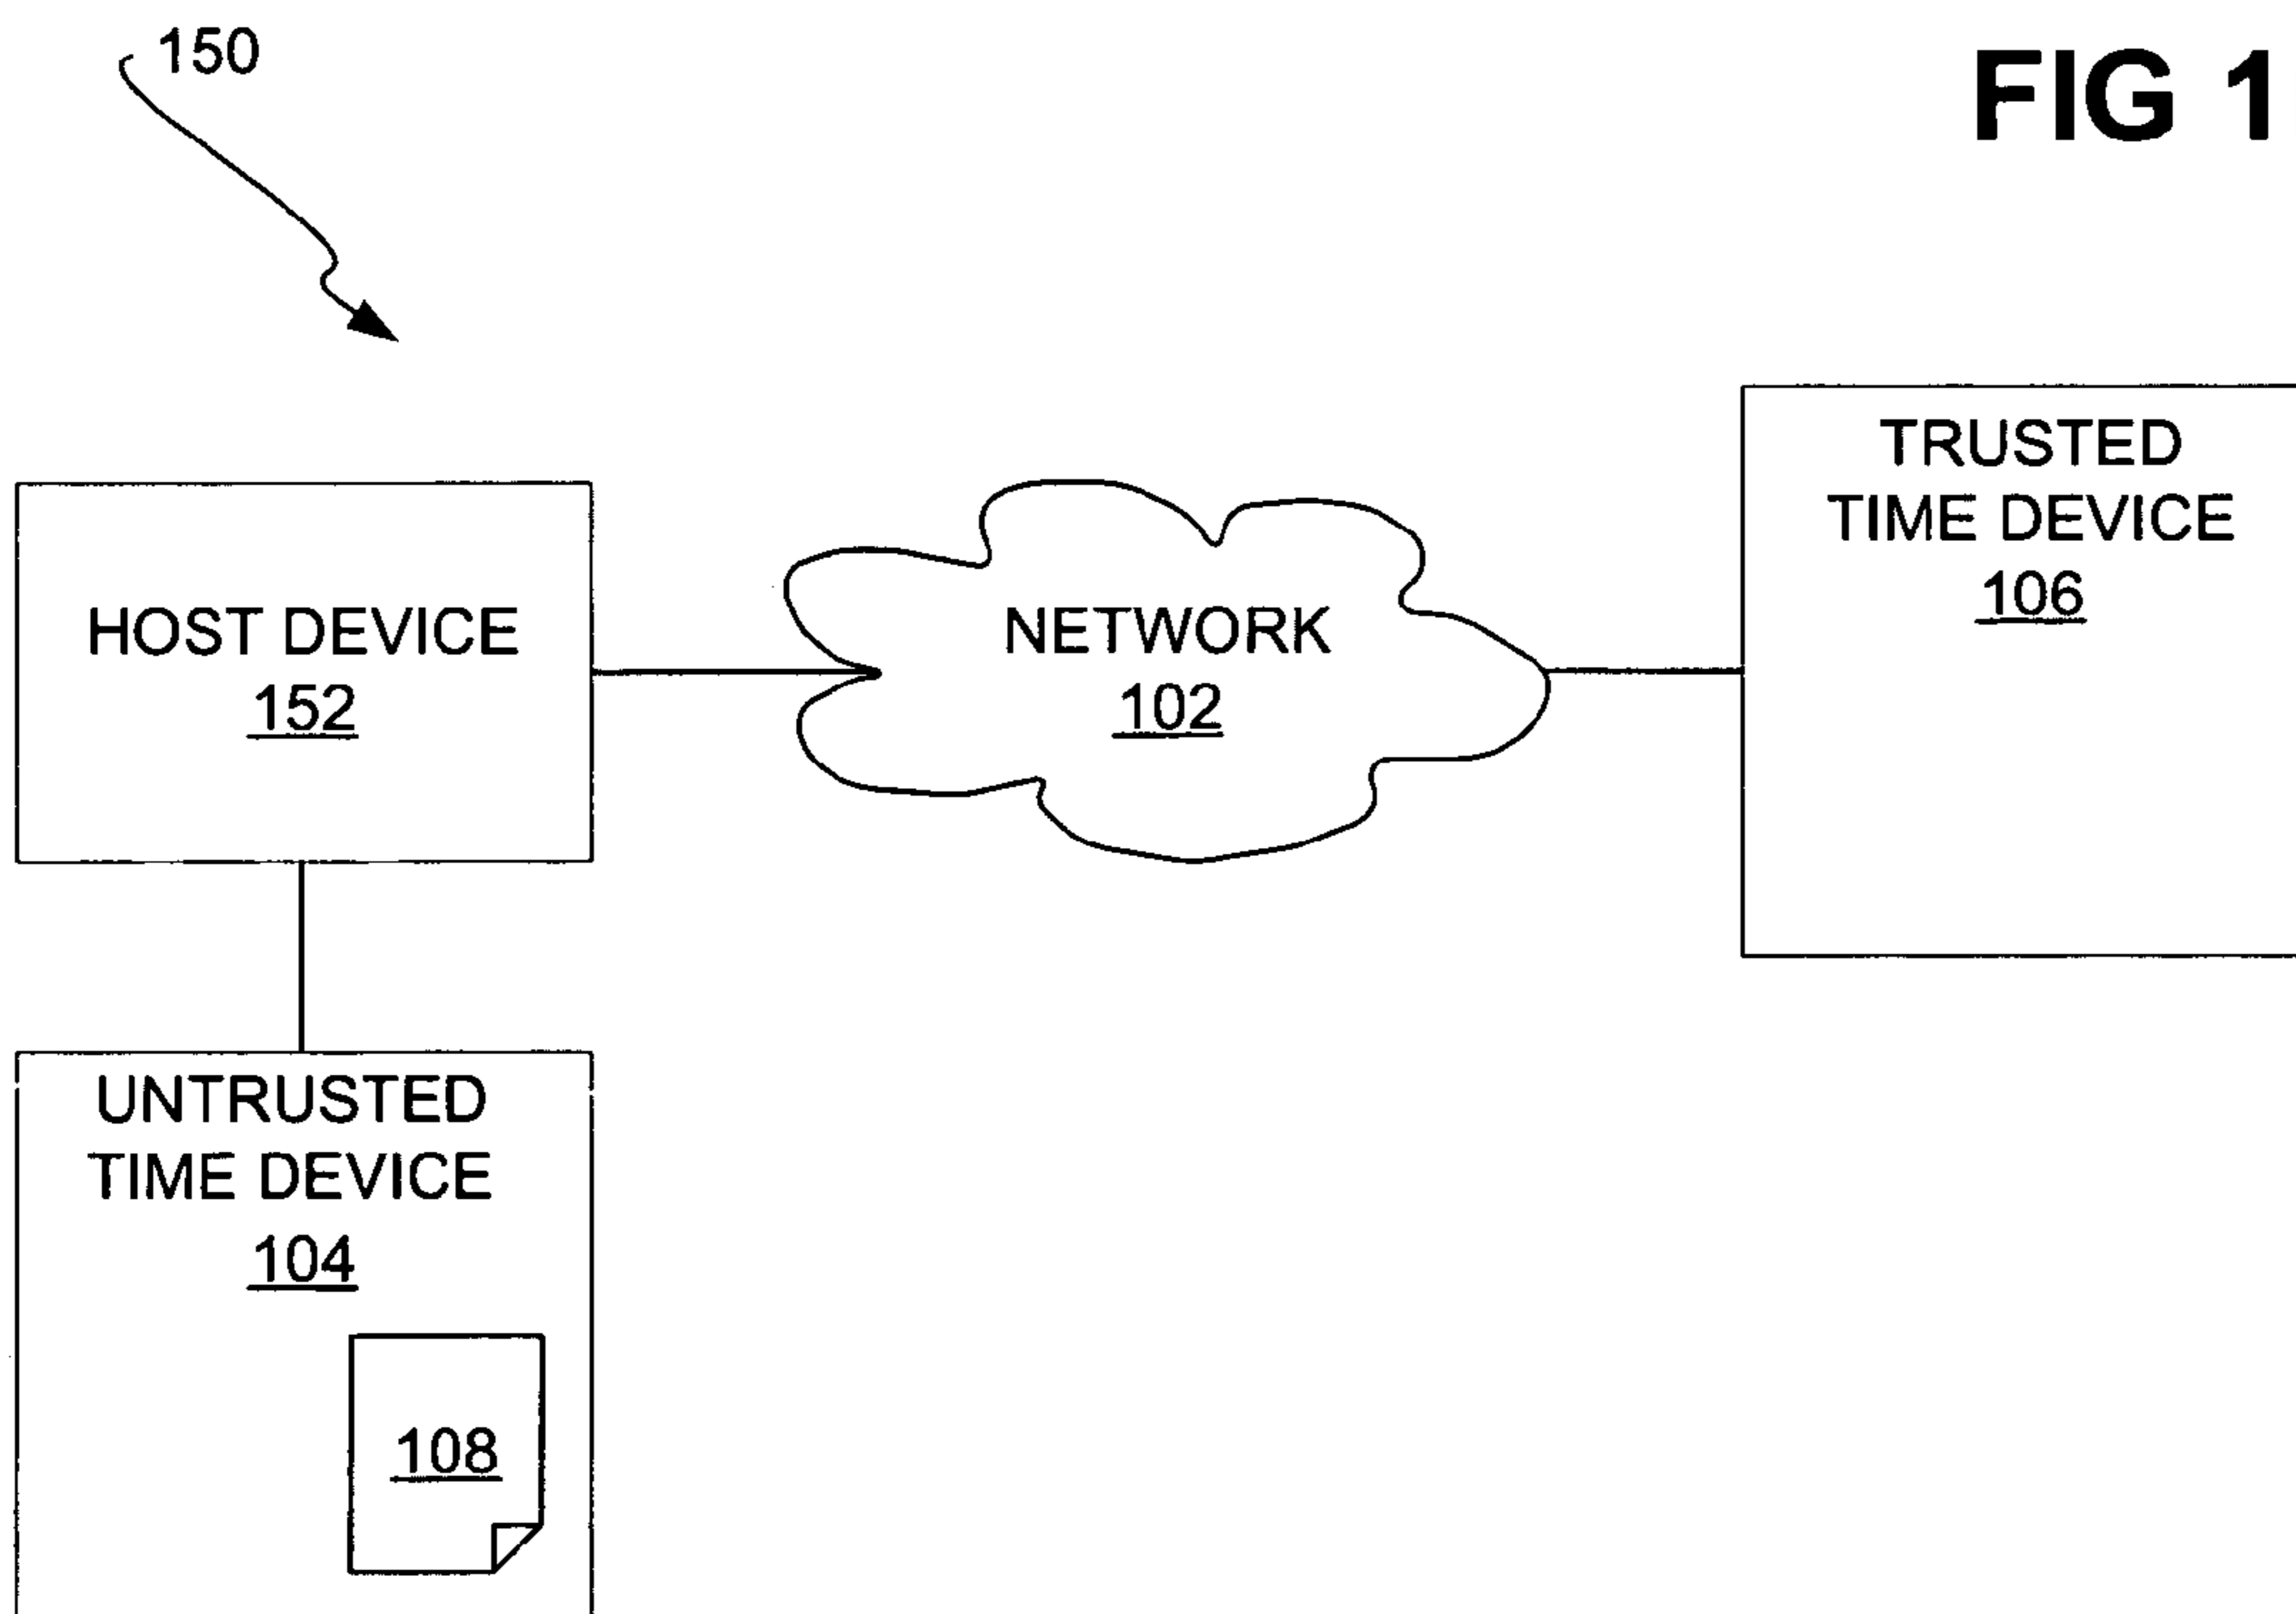 150
FIG 1
TRUSTED
TIME DEVICE
106
HOST DEVICE
152
NETWORK
102
UNTRUSTED
TIME DEVICE
104
108